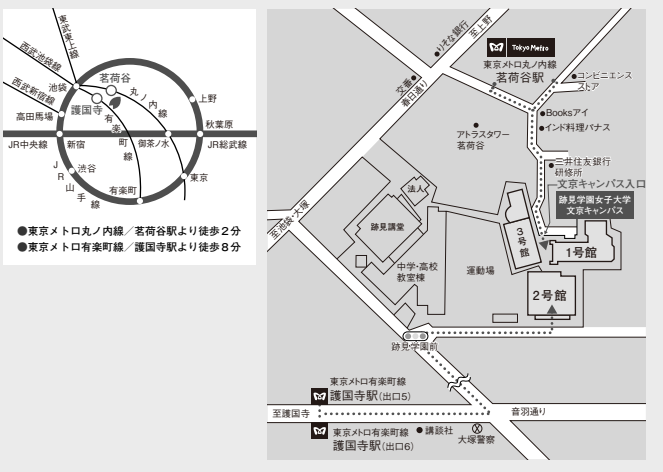 東武東上線
西武池袋線
西武新宿線
池袋
茗荷谷
丸ノ内線
護国寺
有楽町線
上野
高田馬場
秋葉原
JR中央線
新宿
御茶ノ水
JR総武線
渋谷
JR山手線
有楽町
東京
●東京メトロ丸ノ内線／茗荷谷駅より徒歩2分
●東京メトロ有楽町線／護国寺駅より徒歩8分
●りそな銀行
至上野
Tokyo Metro
東京メトロ丸ノ内線
茗荷谷駅
交番
春日通り
●コンビニエンス
ストア
●Booksアイ
●インド料理バナス
アトラスタワー
茗荷谷
●三井住友銀行
研修所
文京キャンパス入口
跡見学園女子大学
文京キャンパス
法人
跡見講堂
至池袋・大塚
3号館
1号館
中学・高校
教室棟
運動場
2号館
跡見学園前
東京メトロ有楽町線
護国寺駅(出口5)
至護国寺
音羽通り
東京メトロ有楽町線
護国寺駅(出口6)
●講談社
大塚警察